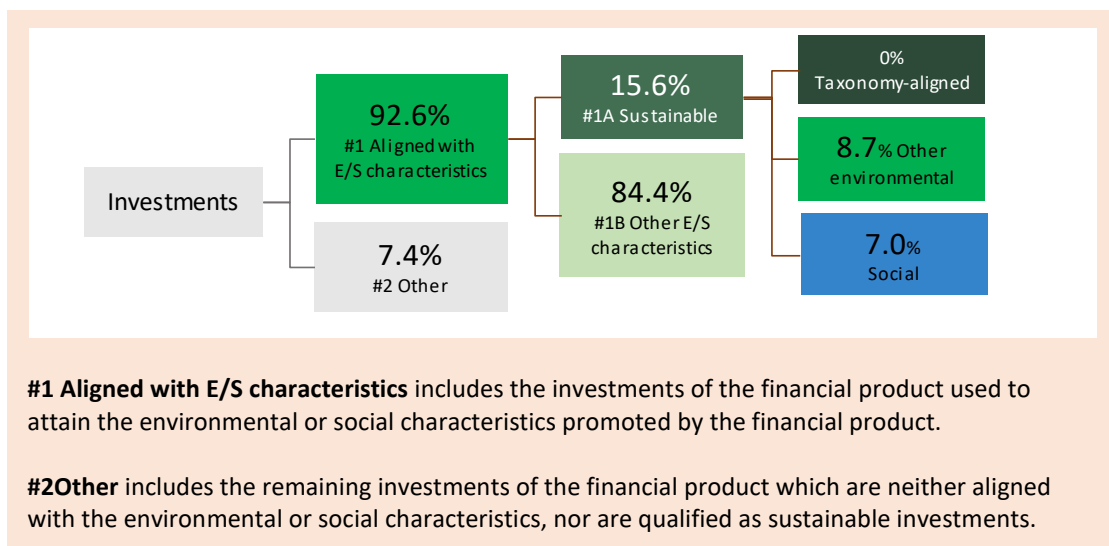 Investments
92.6%
#1 Aligned with
E/S characteristics
7.4%
#2 Other
15.6%
#1A Sustainable
84.4%
#1B Other E/S
characteristics
0%
Taxonomy-aligned
8.7% Other
environmental
7.0%
Social
#1 Aligned with E/S characteristics includes the investments of the financial product used to
attain the environmental or social characteristics promoted by the financial product.
#2Other includes the remaining investments of the financial product which are neither aligned
with the environmental or social characteristics, nor are qualified as sustainable investments.